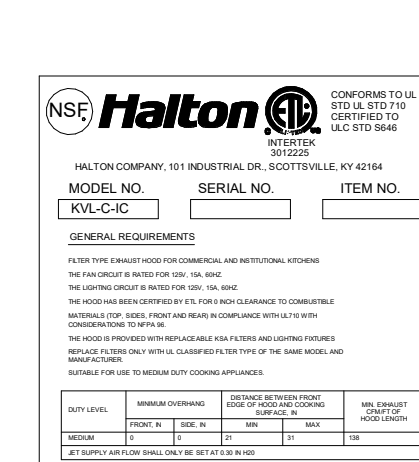 NSF
Halton
ETL
INTERTEK
3012225
CONFORMS TO UL
STD UL STD 710
CERTIFIED TO
ULC STD S646
HALTON COMPANY, 101 INDUSTRIAL DR., SCOTTSVILLE, KY 42164
MODEL NO. SERIAL NO. ITEM NO.
KVL-C-IC
GENERAL REQUIREMENTS
FILTER TYPE EXHAUST HOOD FOR COMMERCIAL AND INSTITUTIONAL KITCHENS
THE FAN CIRCUIT IS RATED FOR 125V, 15A, 60HZ.
THE LIGHTING CIRCUIT IS RATED FOR 125V, 15A, 60HZ.
THE HOOD HAS BEEN CERTIFIED BY ETL FOR 0 INCH CLEARANCE TO COMBUSTIBLE
MATERIALS (TOP, SIDES, FRONT AND REAR) IN COMPLIANCE WITH UL710 WITH
CONSIDERATIONS TO NFPA 96.
THE HOOD IS PROVIDED WITH REPLACEABLE KSA FILTERS AND LIGHTING FIXTURES
REPLACE FILTERS ONLY WITH UL CLASSIFIED FILTER TYPE OF THE SAME MODEL AND
MANUFACTURER.
SUITABLE FOR USE TO MEDIUM DUTY COOKING APPLIANCES.
DUTY LEVEL
MINIMUM OVERHANG
DISTANCE BETWEEN FRONT
EDGE OF HOOD AND COOKING
SURFACE, IN
MIN. EXHAUST
CFM/FT OF
HOOD LENGTH
FRONT, IN SIDE, IN MIN MAX
MEDIUM 0 0 21 31 138
JET SUPPLY AIR FLOW SHALL ONLY BE SET AT 0.30 IN H20